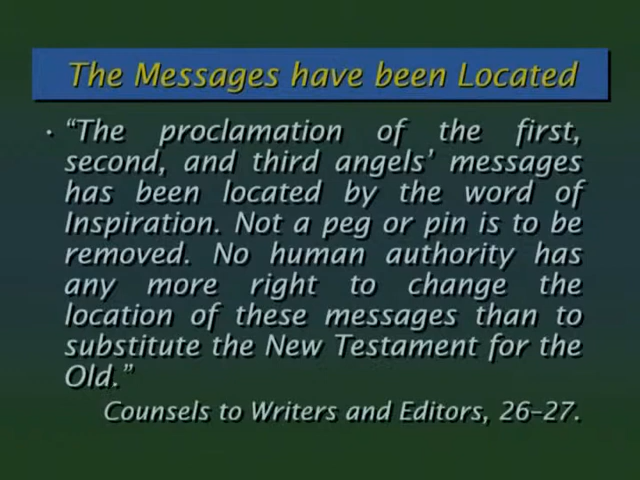 The Messages have been Located
• “The proclamation of the first,
second, and third angels’ messages
has been located by the word of
Inspiration. Not a peg or pin is to be
removed. No human authority has
any more right to change the
location of these messages than to
substitute the New Testament for the
Old.”
Counsels to Writers and Editors, 26–27.